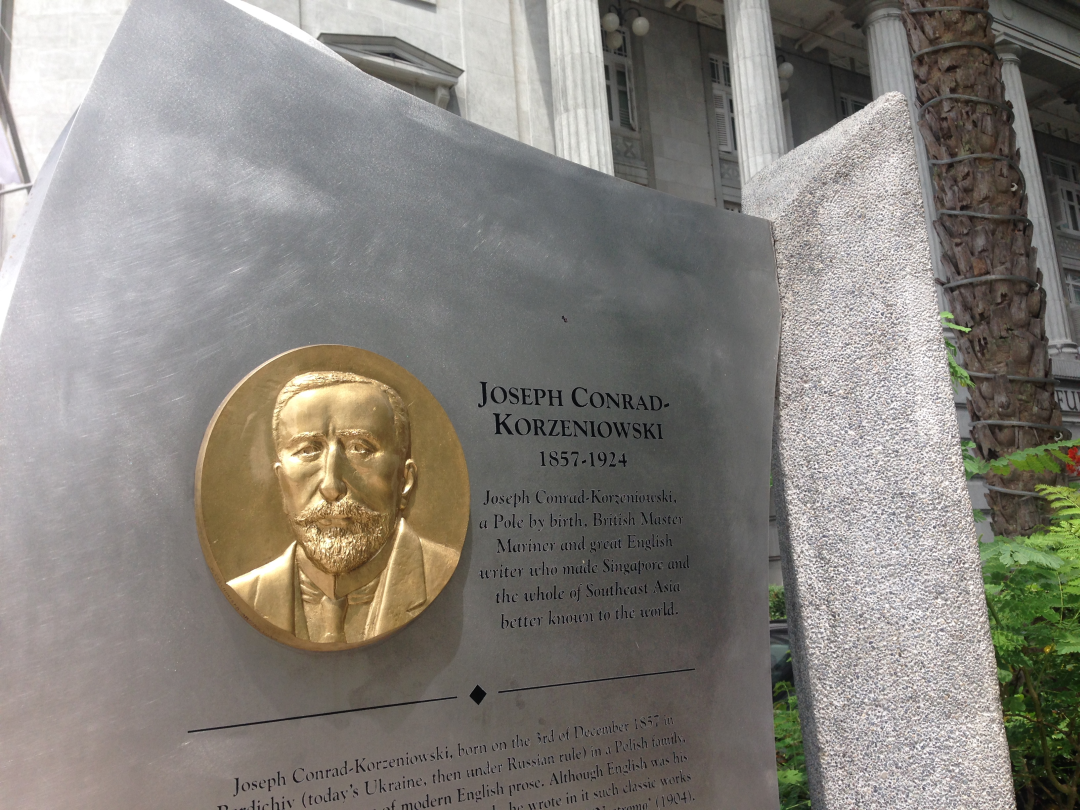 JOSEPH CONRAD-
KORZENIOWSKI
1857-1924
Joseph Conrad-Korzeniowski,
a Pole by birth, British Master
Mariner and great English
writer who made Singapore and
the whole of Southeast Asia
better known to the world.
Joseph Conrad-Korzeniowski, born on the 3rd of December 1857 in
Berdichiv (today's Ukraine, then under Russian rule) in a Polish family,
of modern English prose. Although English was his
he wrote in it such classic works
(1904).